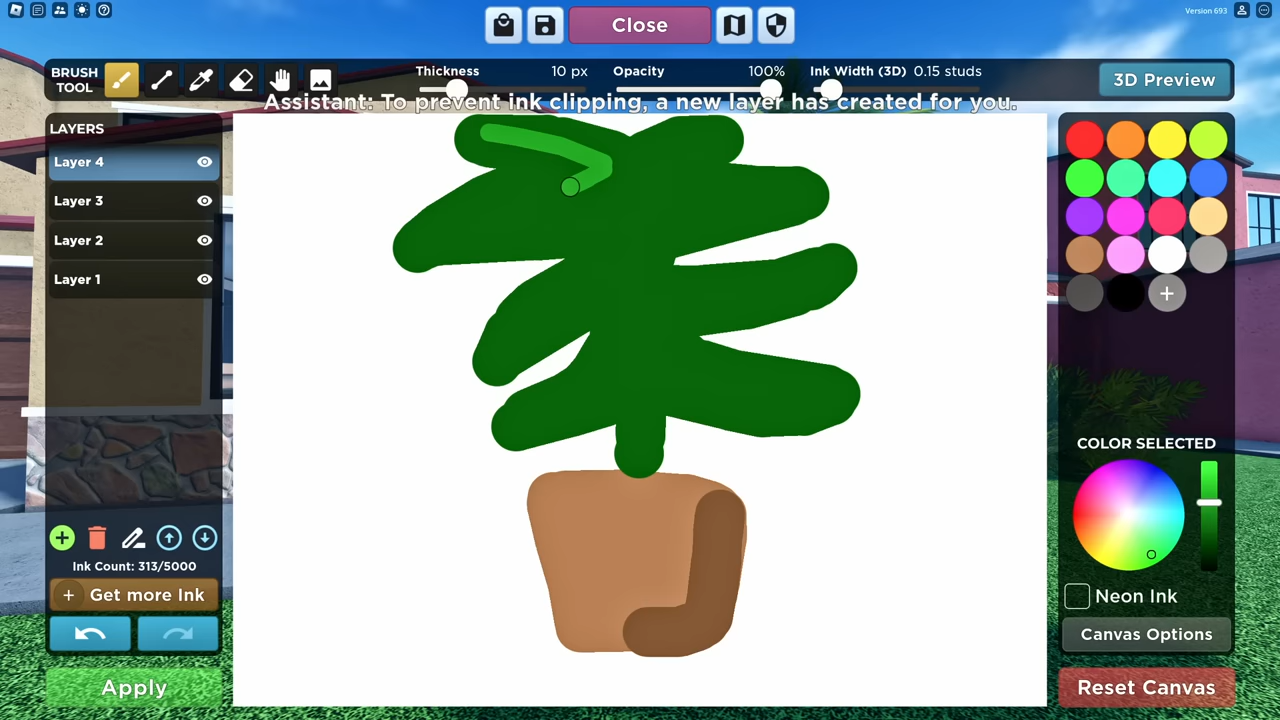 Version 693
Close
BRUSH
TOOL
Thickness 10 px
Opacity 100%
Ink Width (3D) 0.15 studs
3D Preview
Assistant: To prevent ink clipping, a new layer has created for you.
LAYERS
Layer 4
Layer 3
Layer 2
Layer 1
Ink Count: 313/5000
+ Get more Ink
Apply
COLOR SELECTED
Neon Ink
Canvas Options
Reset Canvas